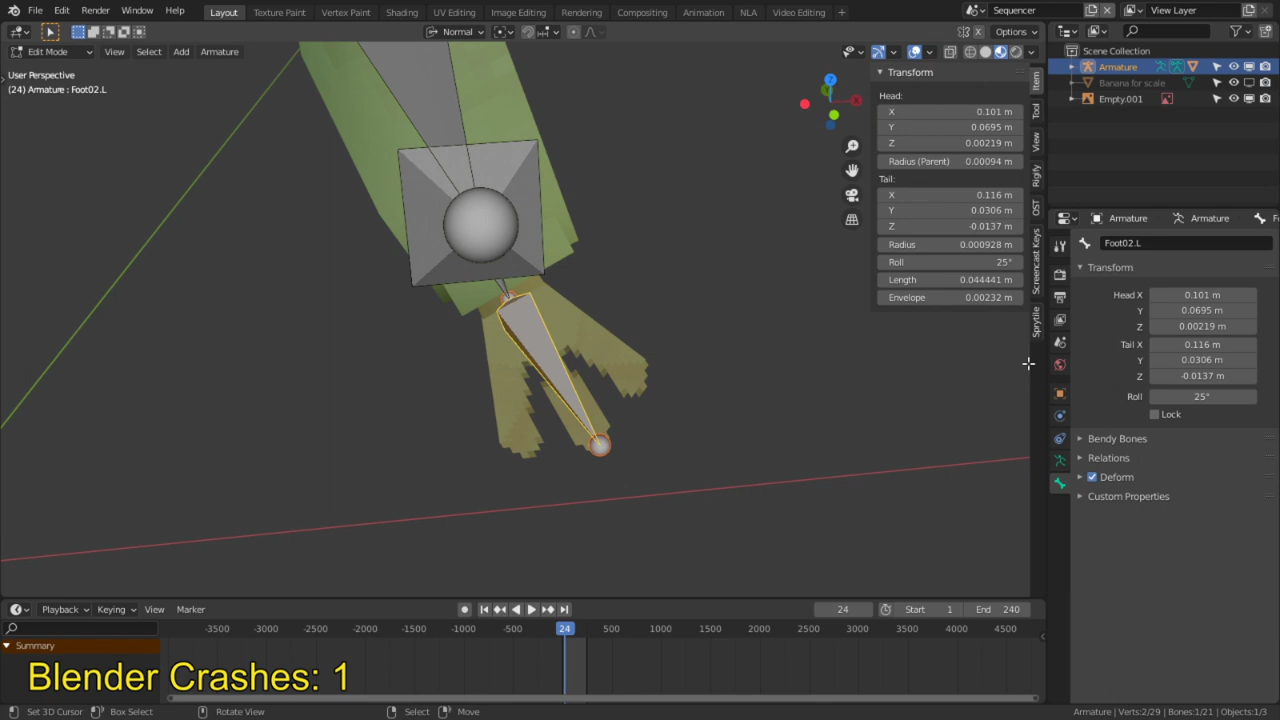 File Edit Render Window Help Layout Texture Paint Vertex Paint Shading UV Editing Image Editing Rendering Compositing Animation NLA Video Editing + Sequencer View Layer
Normal Options
Edit Mode View Select Add Armature
User Perspective
(24) Armature : Foot02.L
Transform
Head:
X 0.101 m
Y 0.0695 m
Z 0.00219 m
Radius (Parent) 0.00094 m
Tail:
X 0.116 m
Y 0.0306 m
Z -0.0137 m
Radius 0.000928 m
Roll 25°
Length 0.044441 m
Envelope 0.00232 m
Item
Tool
View
Rigify
OST
Screencast Keys
Sprytile
Z
Scene Collection
Armature
Banana for scale
Empty.001
Armature Armature
Foot02.L
Transform
Head X 0.101 m
Y 0.0695 m
Z 0.00219 m
Tail X 0.116 m
Y 0.0306 m
Z -0.0137 m
Roll 25°
Lock
Bendy Bones
Relations
Deform
Custom Properties
Playback Keying View Marker 24 Start 1 End 240
-3500 -3000 -2500 -2000 -1500 -1000 -500 24 500 1000 1500 2000 2500 3000 3500 4000 4500
Summary
Blender Crashes: 1
Set 3D Cursor Box Select Rotate View Select Move Armature | Verts:2/29 | Bones:1/21 | Objects:1/3